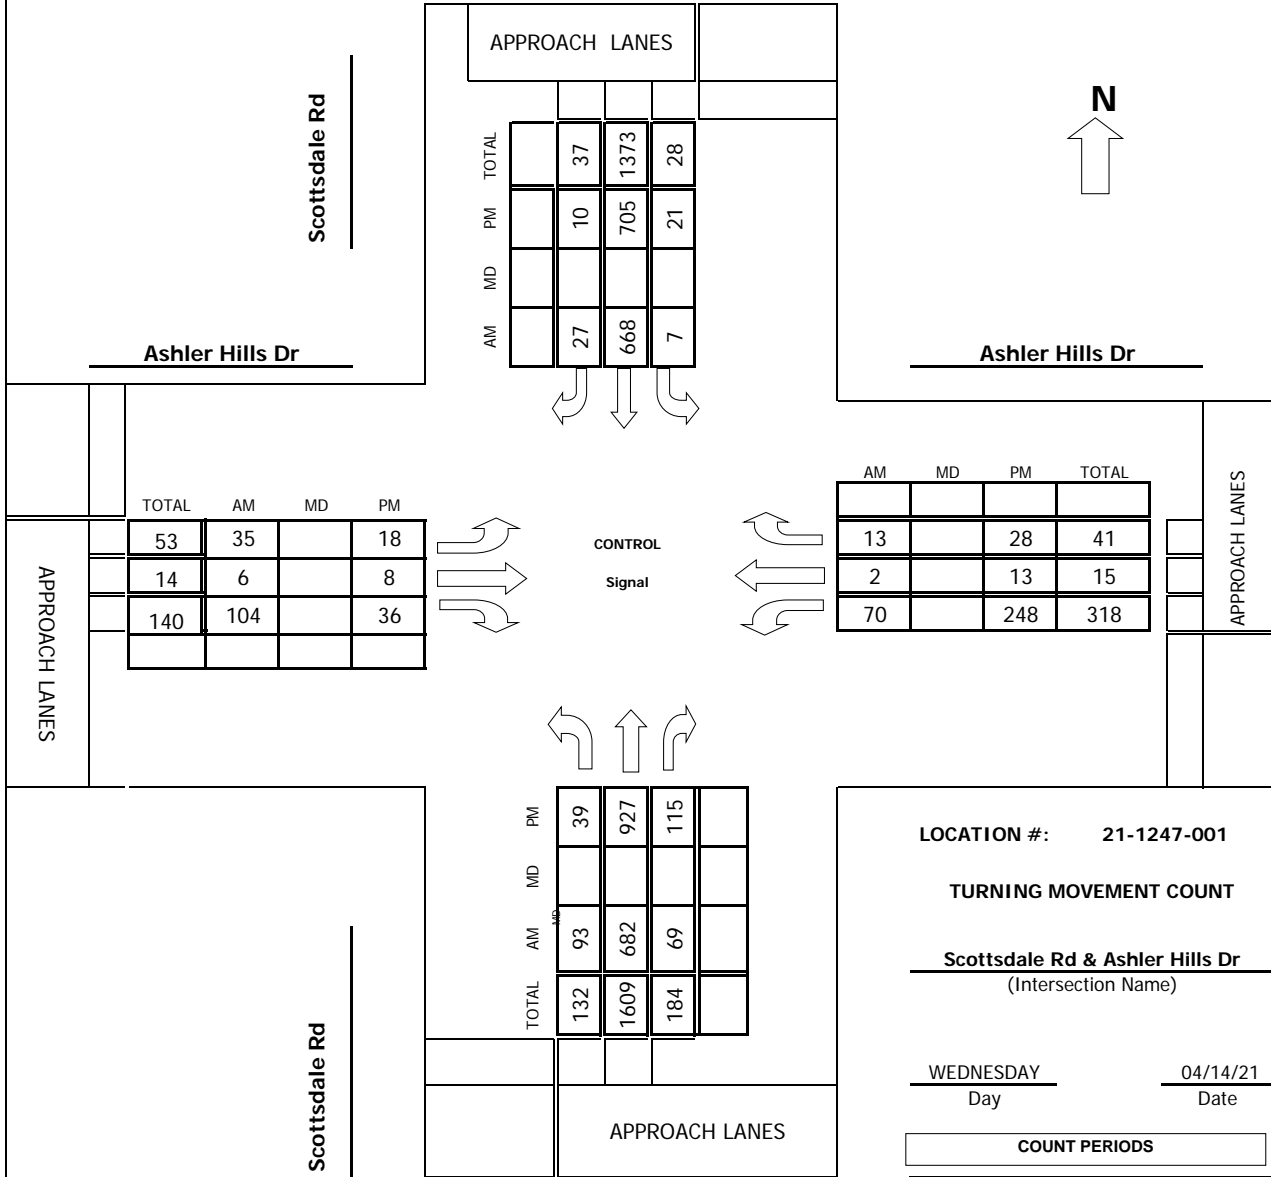 APPROACH LANES
N
Scottsdale Rd
TOTAL 37 1373 28
PM 10 705 21
MD
AM 27 668 7
Ashler Hills Dr
Ashler Hills Dr
TOTAL AM MD PM
53 35 18
14 6 8
140 104 36
APPROACH LANES
CONTROL
Signal
AM MD PM TOTAL
13 28 41
2 13 15
70 248 318
APPROACH LANES
PM 39 927 115
MD
MD
AM 93 682 69
TOTAL 132 1609 184
Scottsdale Rd
APPROACH LANES
LOCATION #: 21-1247-001
TURNING MOVEMENT COUNT
Scottsdale Rd & Ashler Hills Dr
(Intersection Name)
WEDNESDAY 04/14/21
Day Date
COUNT PERIODS